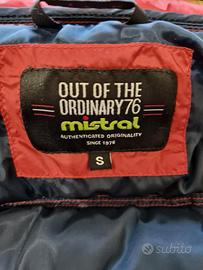 OUT OF THE
ORDINARY76
mistral
AUTHENTICATED ORIGINALITY
SINCE 1976
S
subito